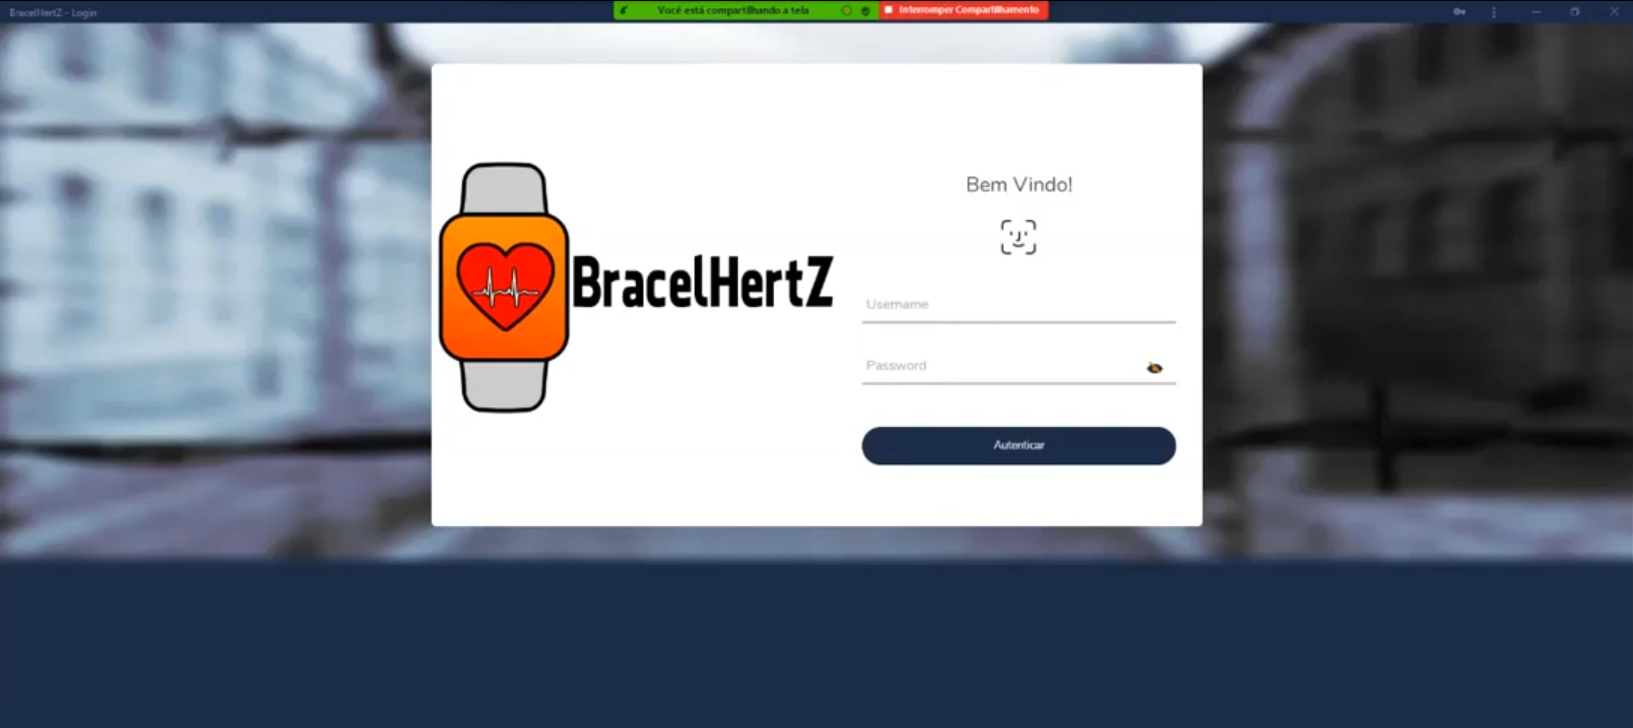 BracelHertZ - Login
Você está compartilhando a tela
Interromper Compartilhamento
Bem Vindo!
BracelHertZ
Username
Password
Autenticar